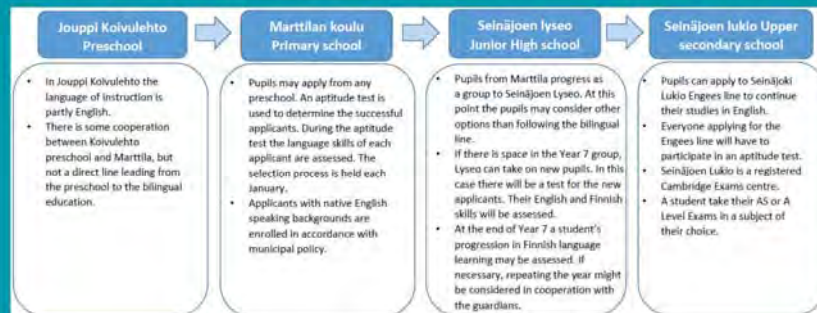 Jouppi Koivulehto
Preschool
• In Jouppi Koivulehto the
language of instruction is
partly English.
• There is some cooperation
between Koivulehto
preschool and Marttila, but
not a direct line leading from
the preschool to the bilingual
education.
Marttilan koulu
Primary school
• Pupils may apply from any
preschool. An aptitude test is
used to determine the successful
applicants. During the aptitude
test the language skills of each
applicant are assessed. The
selection process is held each
January.
• Applicants with native English
speaking backgrounds are
enrolled in accordance with
municipal policy.
Seinäjoen lyseo
Junior High school
• Pupils from Marttila progress as
a group to Seinäjoen Lyseo. At this
point the pupils may consider other
options than following the bilingual
line.
• If there is space in the Year 7 group,
Lyseo can take on new pupils. In this
case there will be a test for the new
applicants. Their English and Finnish
skills will be assessed.
• At the end of Year 7 a student's
progression in Finnish language
learning may be assessed. If
necessary, repeating the year might
be considered in cooperation with
the guardians.
Seinäjoen lukio Upper
secondary school
• Pupils can apply to Seinäjoki
Lukio Engees line to continue
their studies in English.
• Everyone applying for the
Engees line will have to
participate in an aptitude test.
• Seinäjoen Lukio is a registered
Cambridge Exams centre.
• A student take their AS or A
Level Exams in a subject of
their choice.